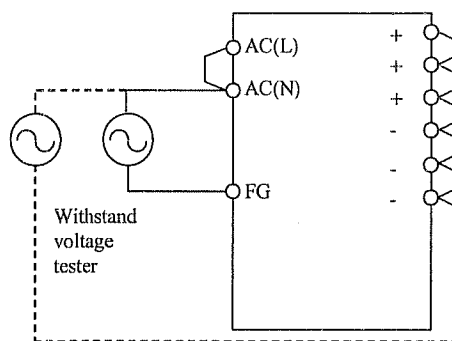 AC(L)
AC(N)
FG
+
+
+
-
-
-
Withstand
voltage
tester